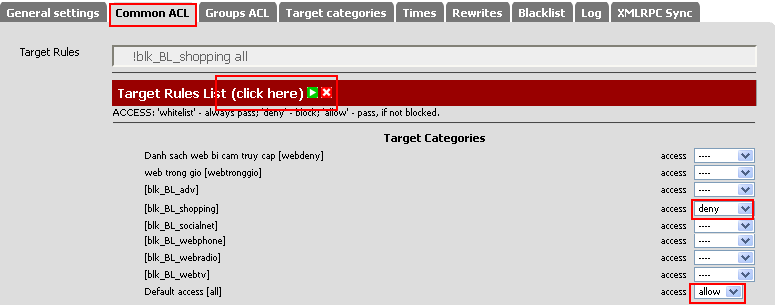 General settings Common ACL Groups ACL Target categories Times Rewrites Blacklist Log XMLRPC Sync
Target Rules !blk_BL_shopping all
Target Rules List (click here)
ACCESS: 'whitelist' - always pass; 'deny' - block; 'allow' - pass, if not blocked.
Target Categories
Danh sach web bi cam truy cap [webdeny] access ----
web trong gio [webtronggio] access ----
[blk_BL_adv] access ----
[blk_BL_shopping] access deny
[blk_BL_socialnet] access ----
[blk_BL_webphone] access ----
[blk_BL_webradio] access ----
[blk_BL_webtv] access ----
Default access [all] access allow